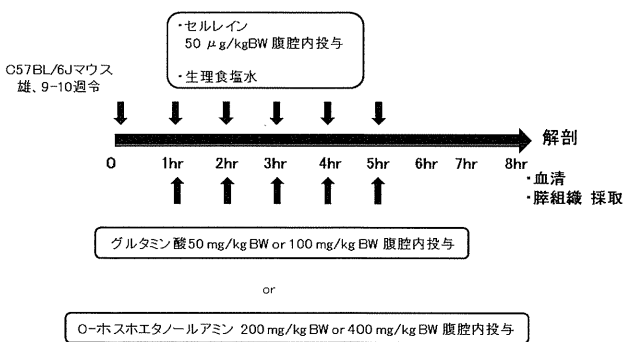 ・セルレイン
50 μg/kgBW 腹腔内投与
・生理食塩水
C57BL/6Jマウス
雄、9-10週令
解剖
0 1hr 2hr 3hr 4hr 5hr 6hr 7hr 8hr
・血清
・膵組織 採取
グルタミン酸50 mg/kg BW or 100 mg/kg BW 腹腔内投与
or
O-ホスホエタノールアミン 200 mg/kg BW or 400 mg/kg BW 腹腔内投与